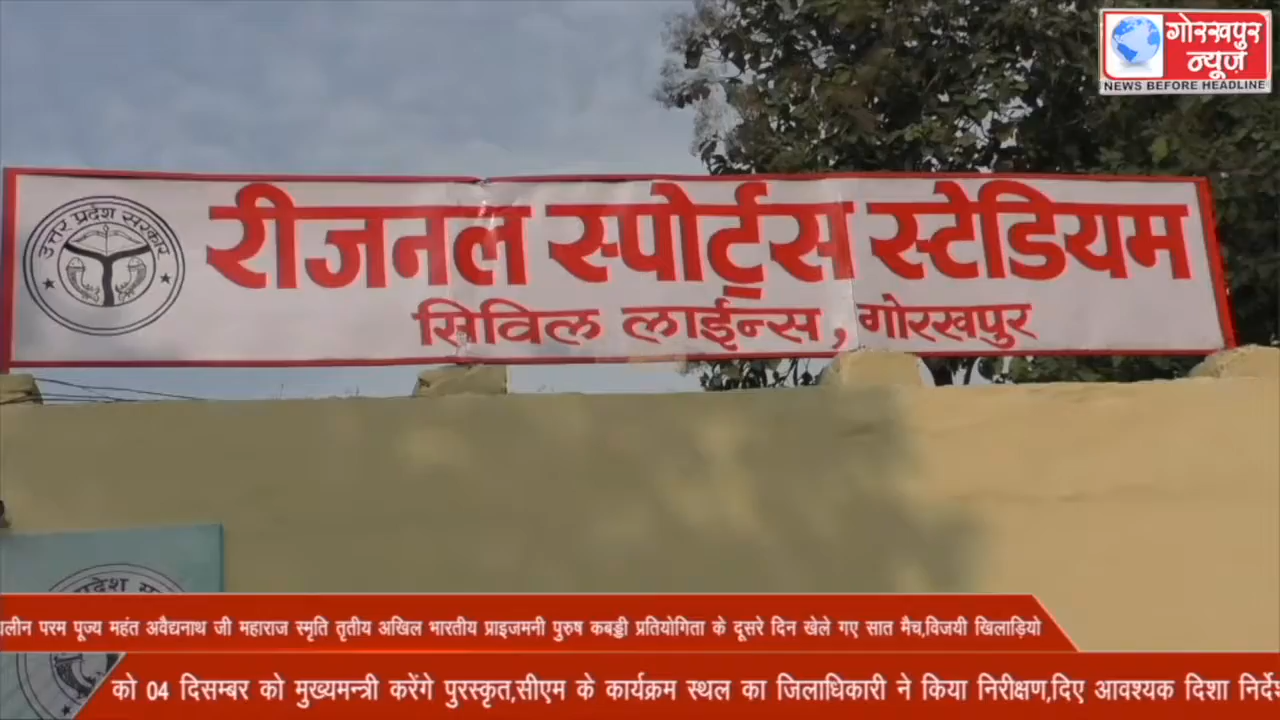 गोरखपुर
न्यूज़
NEWS BEFORE HEADLINE
उत्तर प्रदेश सरकार
रीजनल स्पोर्ट्स स्टेडियम
सिविल लाईन्स, गोरखपुर
प्रदेश
परम पूज्य महंत अवैद्यनाथ जी महाराज स्मृति तृतीय अखिल भारतीय प्राइजमनी पुरुष कबड्डी प्रतियोगिता के दूसरे दिन खेले गए सात मैच,विजयी खिलाड़ियो
को 04 दिसम्बर को मुख्यमन्त्री करेंगे पुरस्कृत,सीएम के कार्यक्रम स्थल का जिलाधिकारी ने किया निरीक्षण,दिए आवश्यक दिशा